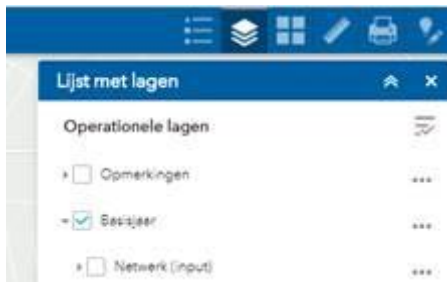 Lijst met lagen
Operationele lagen
Opmerkingen
Basisjaar
Netwerk (input)